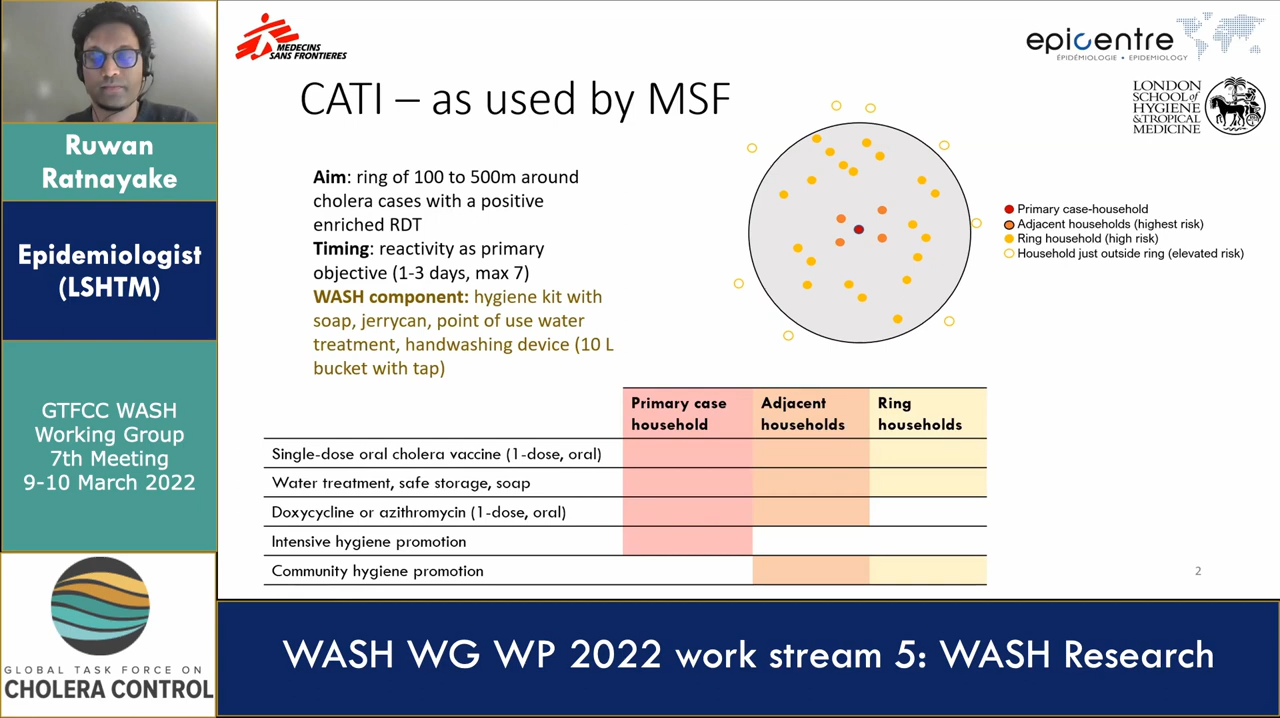 Ruwan
Ratnayake
Epidemiologist
(LSHTM)
GTFCC WASH
Working Group
7th Meeting
9-10 March 2022
GLOBAL TASK FORCE ON
CHOLERA CONTROL
MEDECINS
SANS FRONTIERES
epicentre
ÉPIDÉMIOLOGIE • EPIDEMIOLOGY
LONDON
SCHOOL of
HYGIENE
&TROPICAL
MEDICINE
CATI – as used by MSF
Aim: ring of 100 to 500m around
cholera cases with a positive
enriched RDT
Timing: reactivity as primary
objective (1-3 days, max 7)
WASH component: hygiene kit with
soap, jerrycan, point of use water
treatment, handwashing device (10 L
bucket with tap)
Primary case-household
Adjacent households (highest risk)
Ring household (high risk)
Household just outside ring (elevated risk)
Primary case household
Adjacent households
Ring households
Single-dose oral cholera vaccine (1-dose, oral)
Water treatment, safe storage, soap
Doxycycline or azithromycin (1-dose, oral)
Intensive hygiene promotion
Community hygiene promotion
2
WASH WG WP 2022 work stream 5: WASH Research